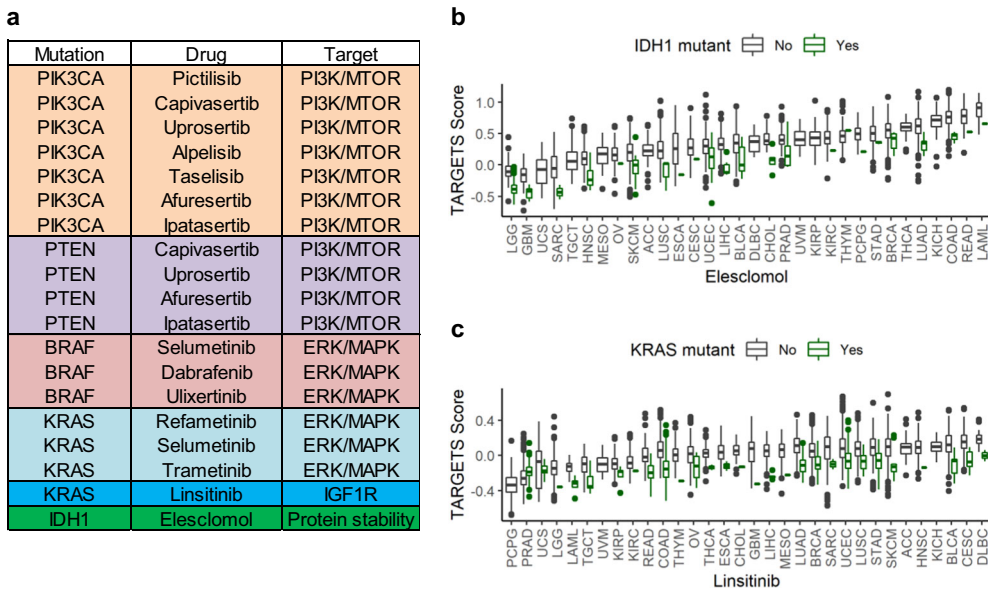 a
Mutation Drug Target
PIK3CA Pictilisib PI3K/MTOR
PIK3CA Capivasertib PI3K/MTOR
PIK3CA Uprosertib PI3K/MTOR
PIK3CA Alpelisib PI3K/MTOR
PIK3CA Taselisib PI3K/MTOR
PIK3CA Afuresertib PI3K/MTOR
PIK3CA Ipatasertib PI3K/MTOR
PTEN Capivasertib PI3K/MTOR
PTEN Uprosertib PI3K/MTOR
PTEN Afuresertib PI3K/MTOR
PTEN Ipatasertib PI3K/MTOR
BRAF Selumetinib ERK/MAPK
BRAF Dabrafenib ERK/MAPK
BRAF Ulixertinib ERK/MAPK
KRAS Refametinib ERK/MAPK
KRAS Selumetinib ERK/MAPK
KRAS Trametinib ERK/MAPK
KRAS Linsitinib IGF1R
IDH1 Elesclomol Protein stability
b
IDH1 mutant No Yes
TARGETS Score
1.0
0.5
0.0
-0.5
LGG GBM UCS SARC TGCT HNSC MESO OV SKCM ACC LUSC ESCA CESC UCEC LIHC BLCA DLBC CHOL PRAD UVM KIRP KIRC THYM PCPG STAD BRCA THCA LUAD KICH COAD READ LAML
Elesclomol
c
KRAS mutant No Yes
TARGETS Score
0.4
0.0
-0.4
PCPG PRAD UCS LGG LAML TGCT UVM KIRP KIRC READ COAD THYM OV THCA ESCA CHOL GBM LIHC MESO LUAD BRCA SARC UCEC LUSC STAD SKCM ACC HNSC KICH BLCA CESC DLBC
Linsitinib